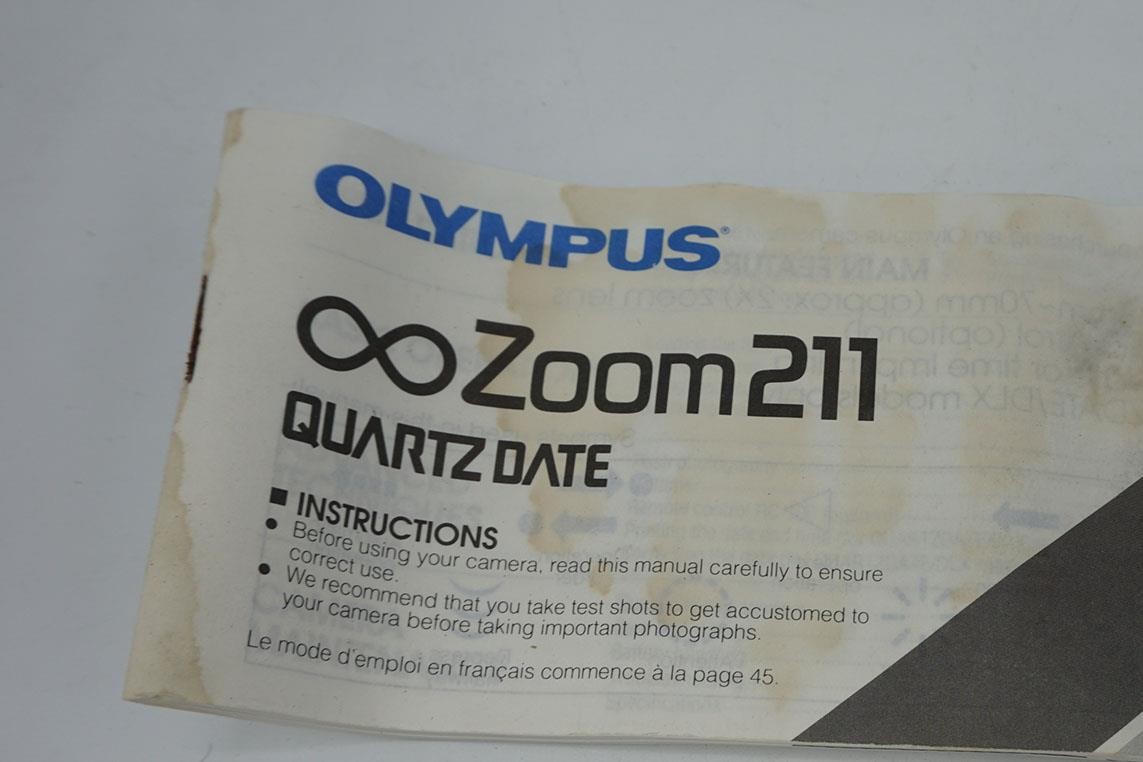 OLYMPUS®
∞ Zoom 211
QUARTZ DATE
■ INSTRUCTIONS
● Before using your camera, read this manual carefully to ensure
correct use.
● We recommend that you take test shots to get accustomed to
your camera before taking important photographs.
Le mode d'emploi en français commence à la page 45.